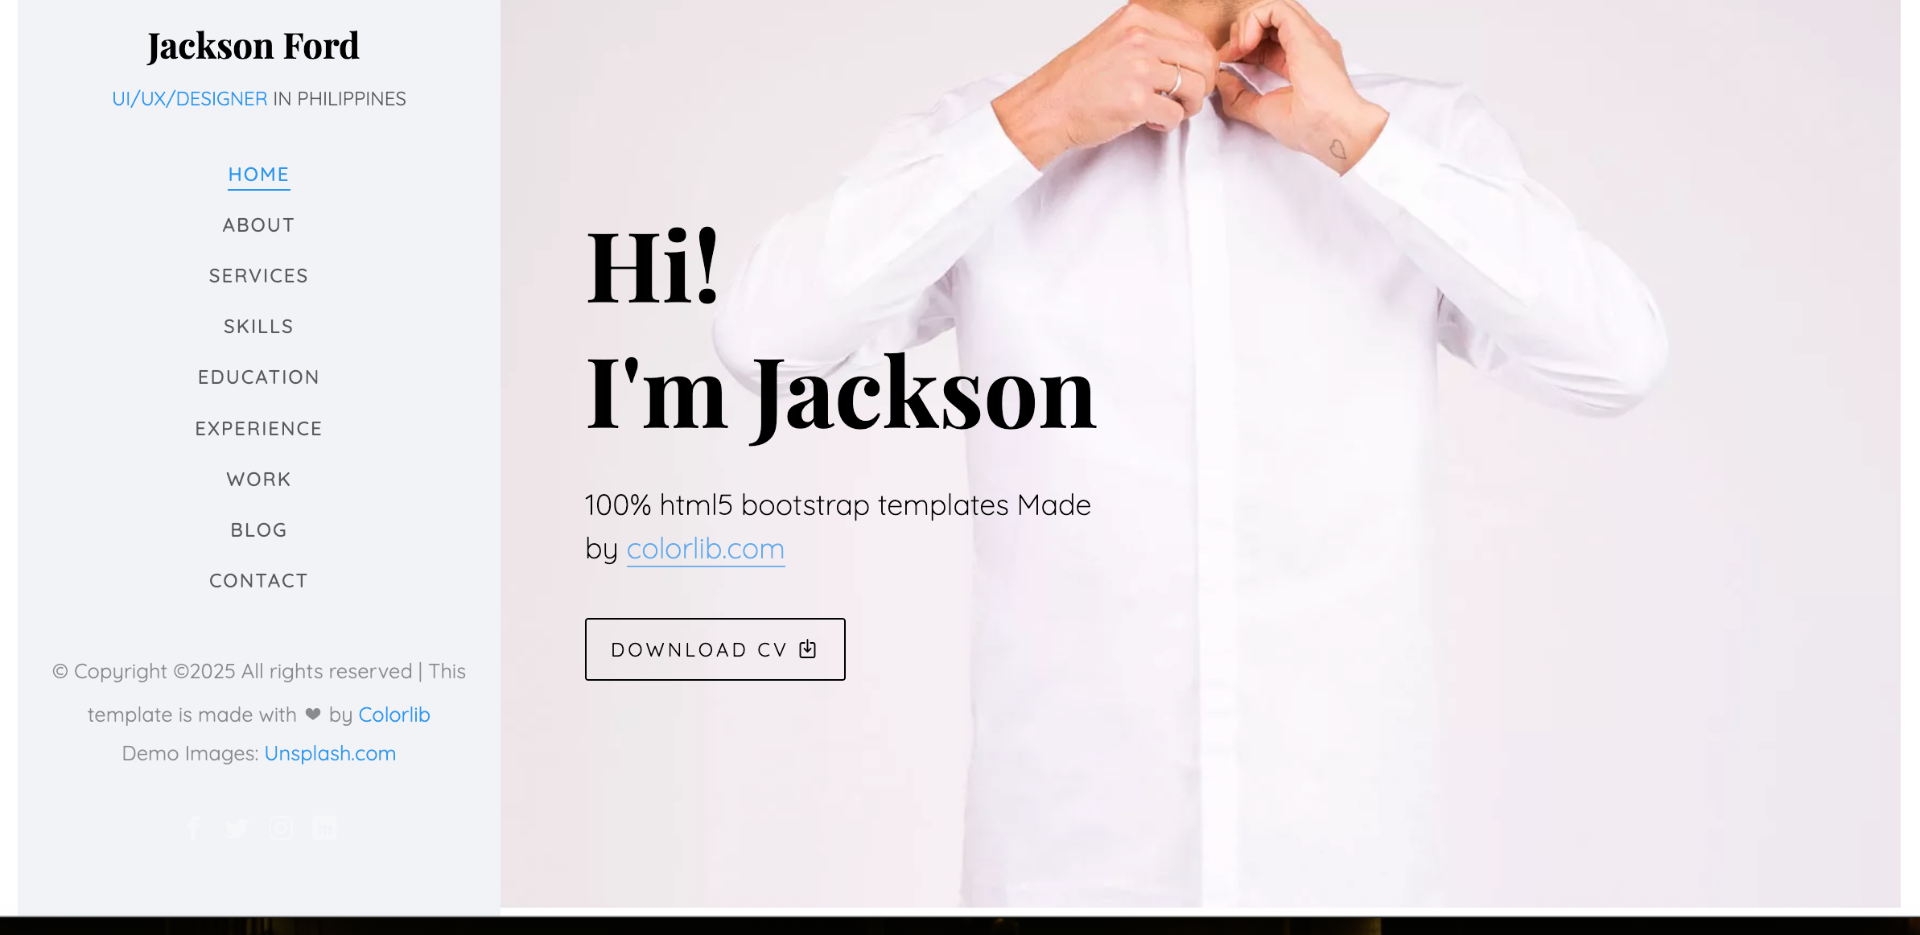 Jackson Ford
UI/UX/DESIGNER IN PHILIPPINES
HOME
ABOUT
SERVICES
SKILLS
EDUCATION
EXPERIENCE
WORK
BLOG
CONTACT
© Copyright ©2025 All rights reserved | This
template is made with ❤ by Colorlib
Demo Images: Unsplash.com
Hi!
I'm Jackson
100% html5 bootstrap templates Made
by colorlib.com
DOWNLOAD CV